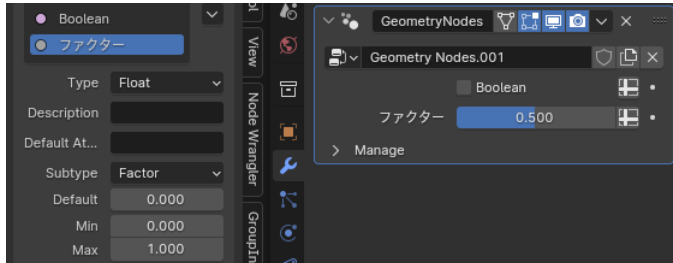 Boolean
ファクター
Type Float
Description
Default At...
Subtype Factor
Default 0.000
Min 0.000
Max 1.000
View
Node Wrangler
GroupIn
GeometryNodes
Geometry Nodes.001
Boolean
ファクター 0.500
Manage